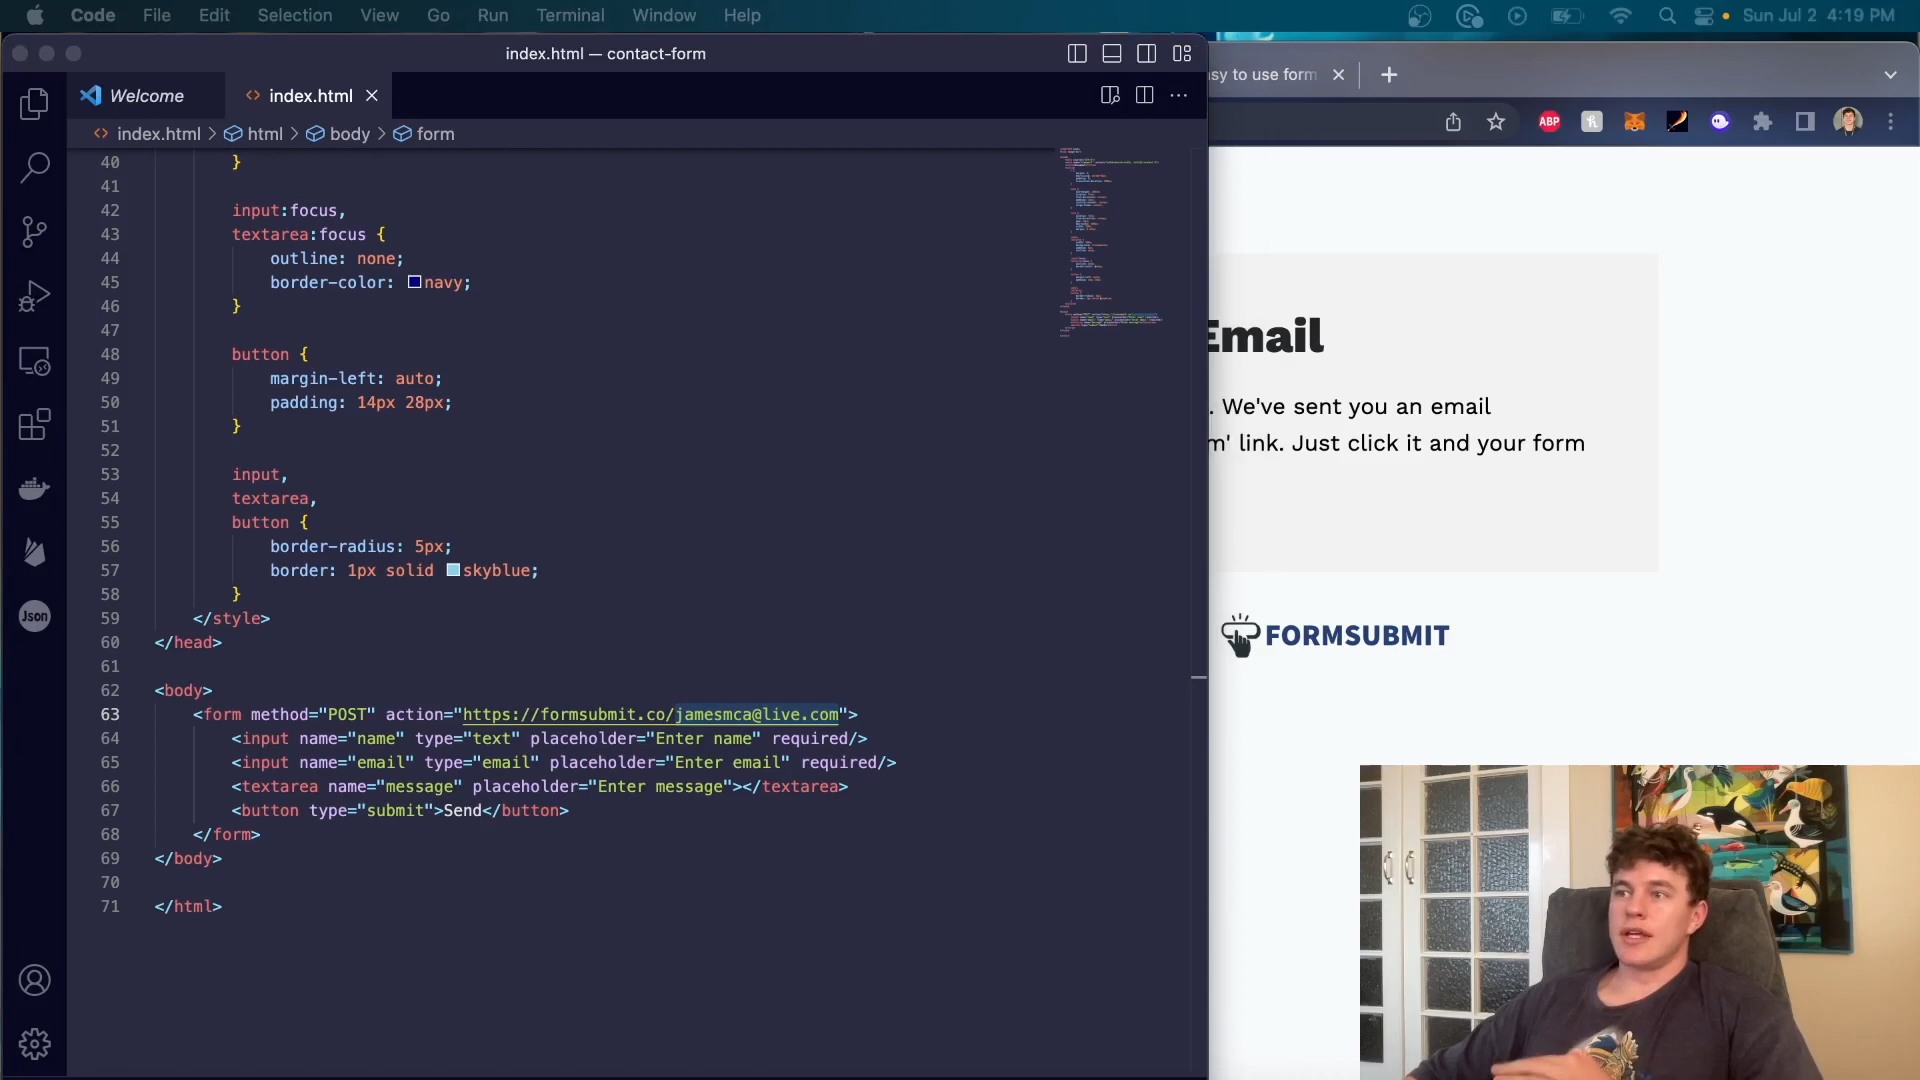 Code File Edit Selection View Go Run Terminal Window Help Sun Jul 2 4:19 PM
index.html — contact-form
Welcome index.html
index.html html body form
40 }
41
42 input:focus,
43 textarea:focus {
44 outline: none;
45 border-color: navy;
46 }
47
48 button {
49 margin-left: auto;
50 padding: 14px 28px;
51 }
52
53 input,
54 textarea,
55 button {
56 border-radius: 5px;
57 border: 1px solid skyblue;
58 }
59 </style>
60 </head>
61
62 <body>
63 <form method="POST" action="https://formsubmit.co/jamesmca@live.com">
64 <input name="name" type="text" placeholder="Enter name" required/>
65 <input name="email" type="email" placeholder="Enter email" required/>
66 <textarea name="message" placeholder="Enter message"></textarea>
67 <button type="submit">Send</button>
68 </form>
69 </body>
70
71 </html>
Json
sy to use form
ABP
Email
. We've sent you an email
m' link. Just click it and your form
FORMSUBMIT